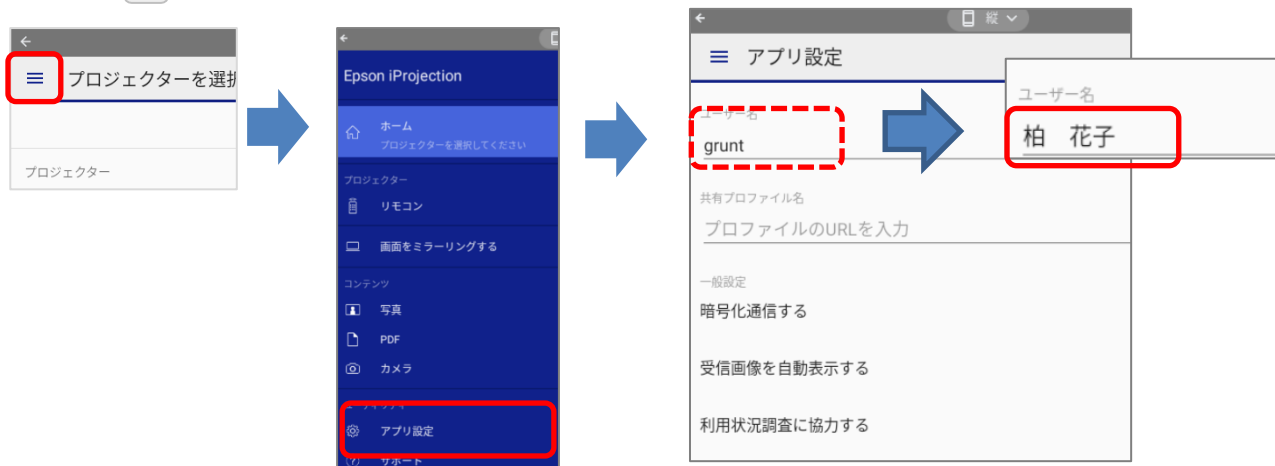 プロジェクターを選択
プロジェクター
Epson iProjection
ホーム
プロジェクターを選択してください
プロジェクター
リモコン
画面をミラーリングする
コンテンツ
写真
PDF
カメラ
アプリ設定
サポート
縦
アプリ設定
ユーザー名
grunt
共有プロファイル名
プロファイルのURLを入力
一般設定
暗号化通信する
受信画像を自動表示する
利用状況調査に協力する
ユーザー名
柏 花子